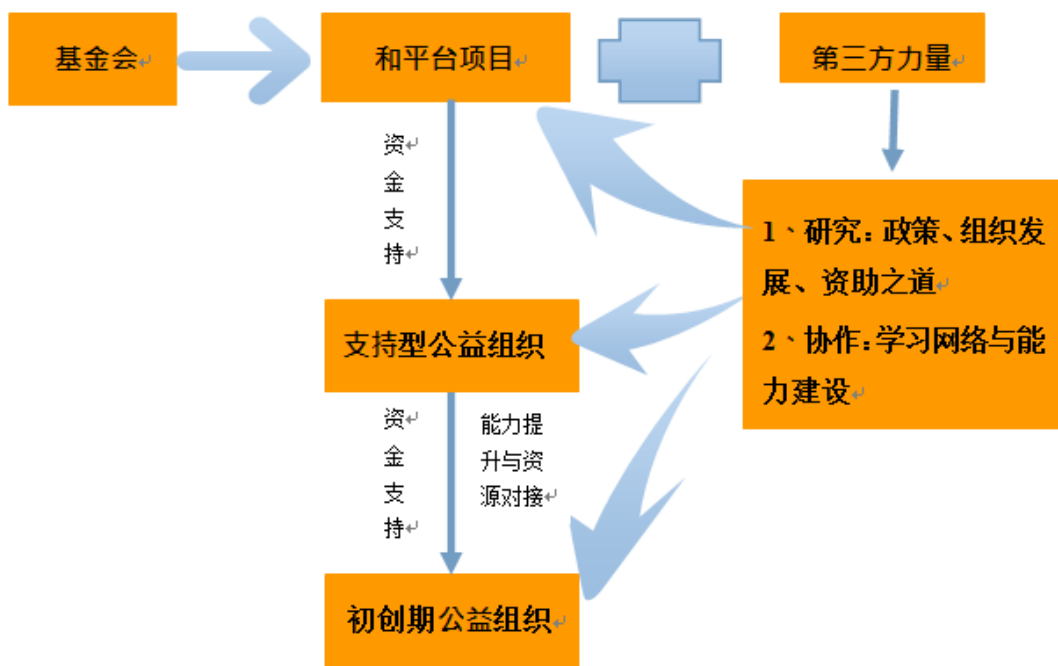 基金会
和平台项目
第三方力量
资
金
支
持
1、研究：政策、组织发
展、资助之道
2、协作：学习网络与能
力建设
支持型公益组织
资
金
支
持
能力提
升与资
源对接
初创期公益组织